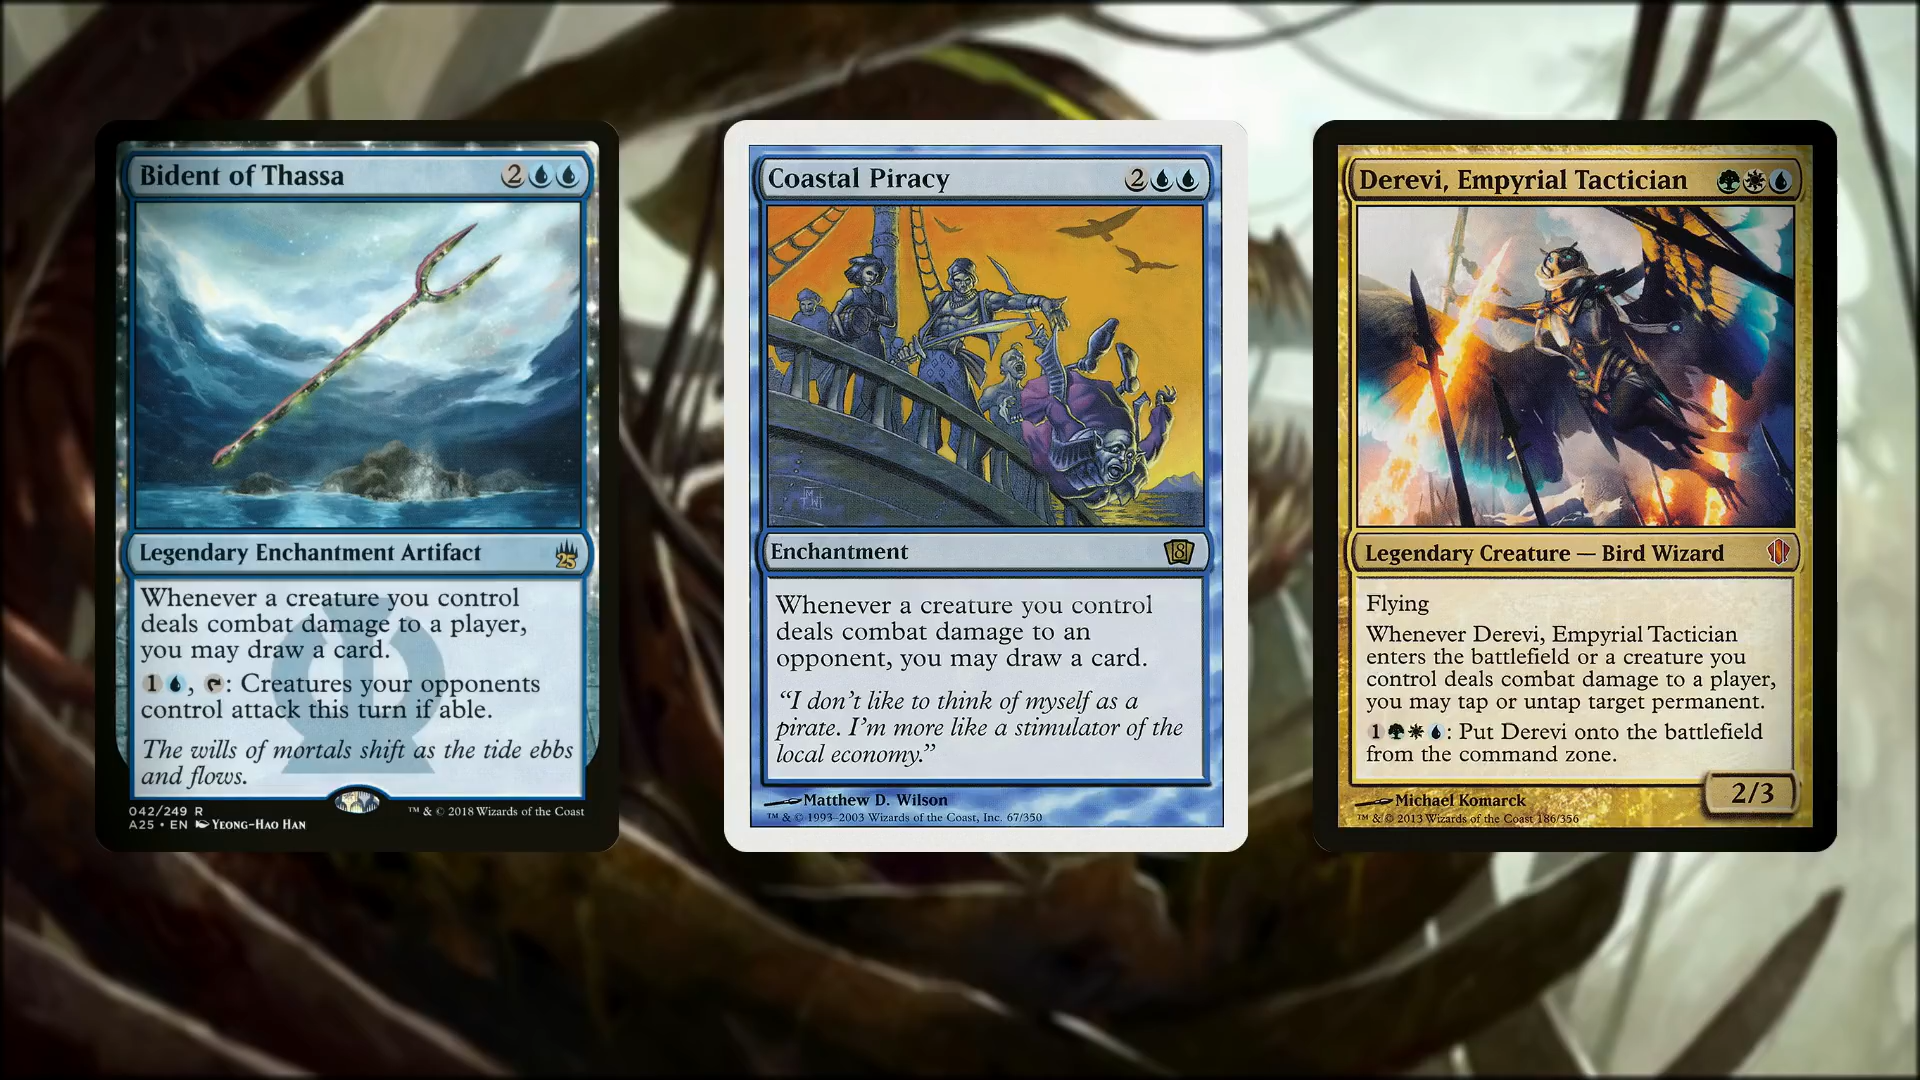 Bident of Thassa 2
Legendary Enchantment Artifact 25
Whenever a creature you control
deals combat damage to a player,
you may draw a card.
1 , : Creatures your opponents
control attack this turn if able.
The wills of mortals shift as the tide ebbs
and flows.
042/249 R
A25 • EN Yeong-Hao Han
™ & © 2018 Wizards of the Coast
Coastal Piracy 2
Enchantment 8
Whenever a creature you control
deals combat damage to an
opponent, you may draw a card.
“I don’t like to think of myself as a
pirate. I’m more like a stimulator of the
local economy.”
Matthew D. Wilson
™ & © 1993–2003 Wizards of the Coast, Inc. 67/350
Derevi, Empyrial Tactician
Legendary Creature — Bird Wizard
Flying
Whenever Derevi, Empyrial Tactician
enters the battlefield or a creature you
control deals combat damage to a player,
you may tap or untap target permanent.
1 : Put Derevi onto the battlefield
from the command zone.
2/3
Michael Komarck
™ & © 2013 Wizards of the Coast 186/356